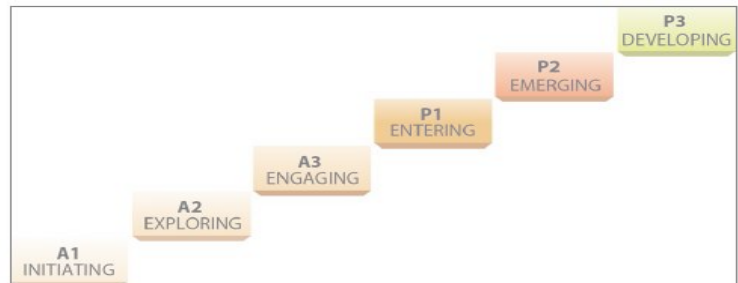 P3
DEVELOPING
P2
EMERGING
P1
ENTERING
A3
ENGAGING
A2
EXPLORING
A1
INITIATING